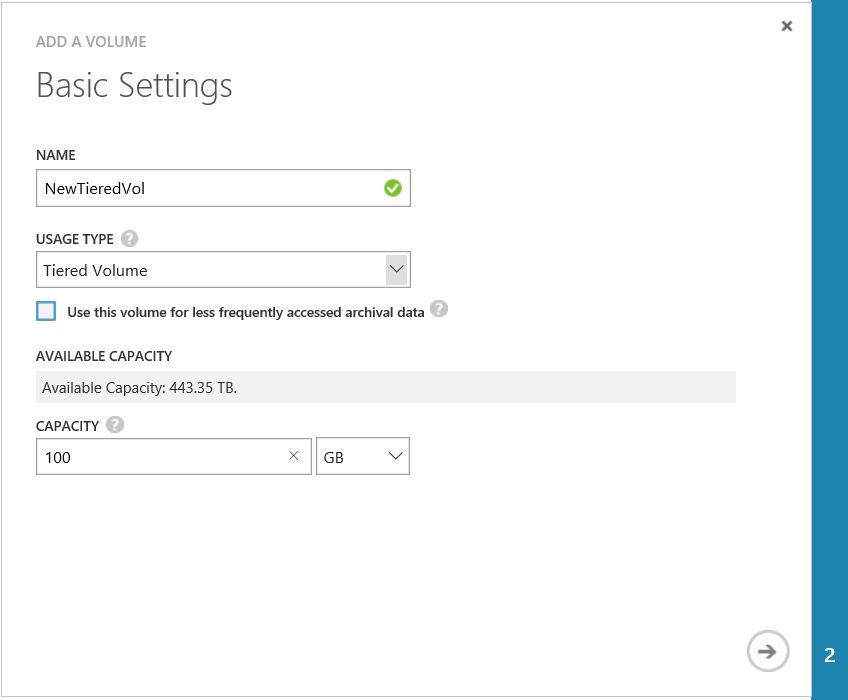 ADD A VOLUME
Basic Settings
NAME
NewTieredVol
USAGE TYPE ?
Tiered Volume
Use this volume for less frequently accessed archival data ?
AVAILABLE CAPACITY
Available Capacity: 443.35 TB.
CAPACITY ?
100 GB
2